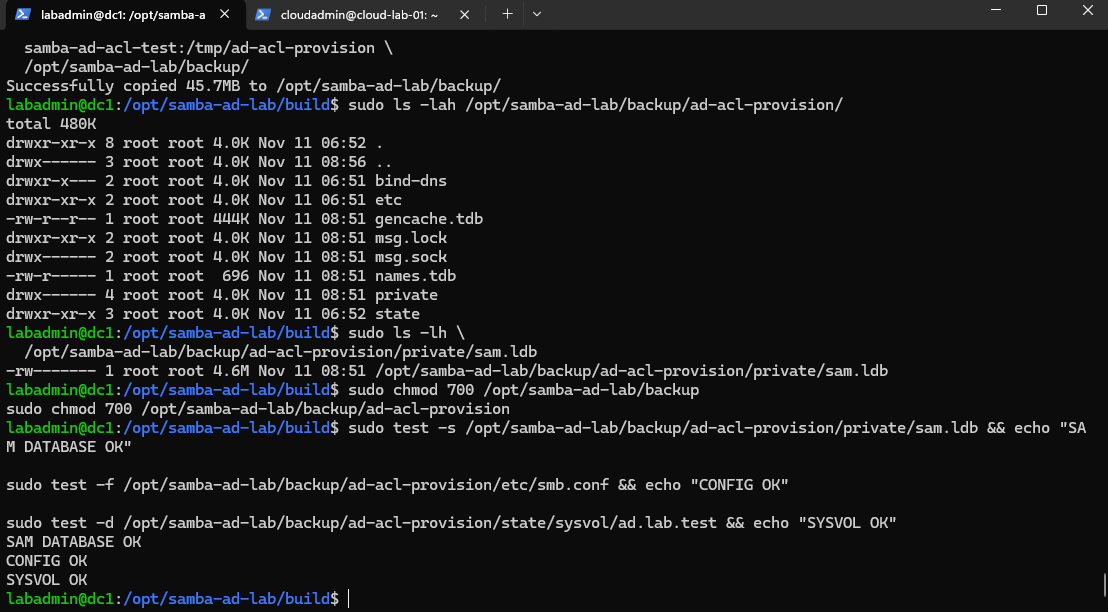 labadmin@dc1: /opt/samba-a
cloudadmin@cloud-lab-01: ~
  samba-ad-acl-test:/tmp/ad-acl-provision \
  /opt/samba-ad-lab/backup/
Successfully copied 45.7MB to /opt/samba-ad-lab/backup/
labadmin@dc1:/opt/samba-ad-lab/build$ sudo ls -lah /opt/samba-ad-lab/backup/ad-acl-provision/
total 480K
drwxr-xr-x 8 root root 4.0K Nov 11 06:52 .
drwx------ 3 root root 4.0K Nov 11 08:56 ..
drwxr-x--- 2 root root 4.0K Nov 11 06:51 bind-dns
drwxr-xr-x 2 root root 4.0K Nov 11 06:51 etc
-rw-r--r-- 1 root root 444K Nov 11 08:51 gencache.tdb
drwxr-xr-x 2 root root 4.0K Nov 11 08:51 msg.lock
drwx------ 2 root root 4.0K Nov 11 08:51 msg.sock
-rw-r----- 1 root root  696 Nov 11 08:51 names.tdb
drwx------ 4 root root 4.0K Nov 11 08:51 private
drwxr-xr-x 3 root root 4.0K Nov 11 06:52 state
labadmin@dc1:/opt/samba-ad-lab/build$ sudo ls -lh \
  /opt/samba-ad-lab/backup/ad-acl-provision/private/sam.ldb
-rw------- 1 root root 4.6M Nov 11 08:51 /opt/samba-ad-lab/backup/ad-acl-provision/private/sam.ldb
labadmin@dc1:/opt/samba-ad-lab/build$ sudo chmod 700 /opt/samba-ad-lab/backup
sudo chmod 700 /opt/samba-ad-lab/backup/ad-acl-provision
labadmin@dc1:/opt/samba-ad-lab/build$ sudo test -s /opt/samba-ad-lab/backup/ad-acl-provision/private/sam.ldb && echo "SA
M DATABASE OK"

sudo test -f /opt/samba-ad-lab/backup/ad-acl-provision/etc/smb.conf && echo "CONFIG OK"

sudo test -d /opt/samba-ad-lab/backup/ad-acl-provision/state/sysvol/ad.lab.test && echo "SYSVOL OK"
SAM DATABASE OK
CONFIG OK
SYSVOL OK
labadmin@dc1:/opt/samba-ad-lab/build$